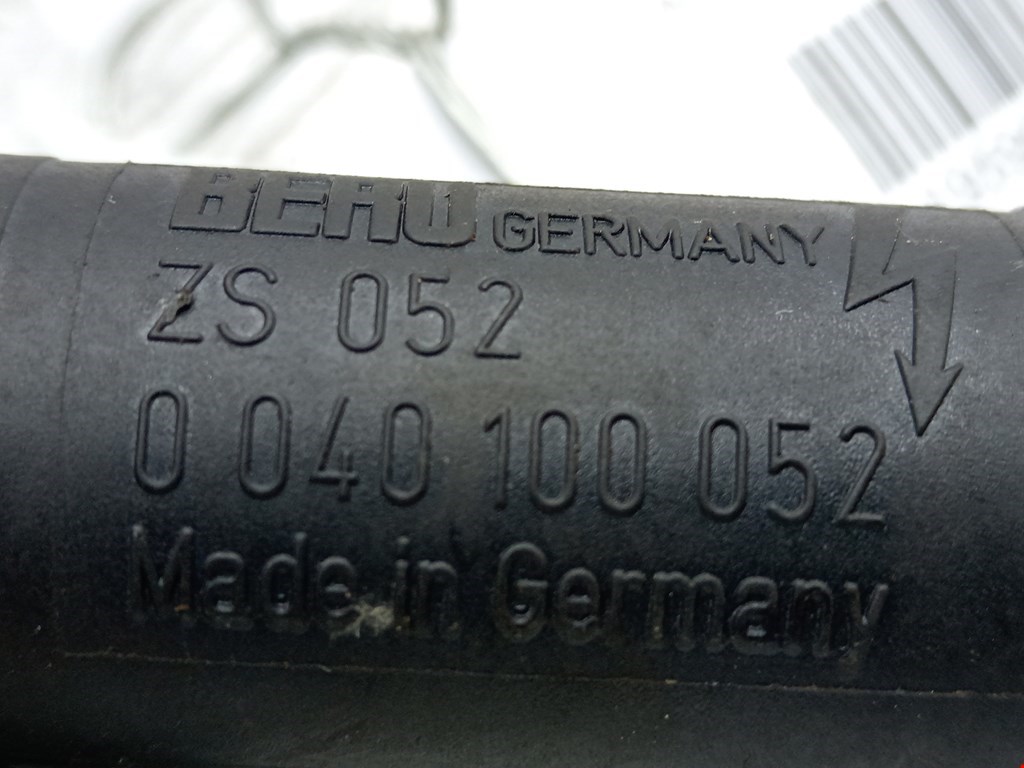 BERU GERMANY
ZS 052
0 040 100 052
Made in Germany